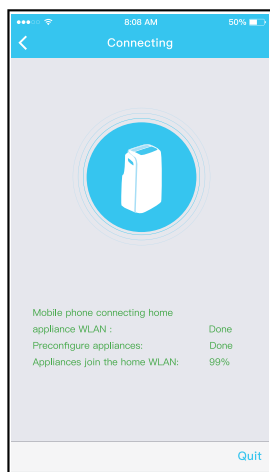 8:08 AM 50%
Connecting
Mobile phone connecting home
appliance WLAN : Done
Preconfigure appliances: Done
Appliances join the home WLAN: 99%
Quit